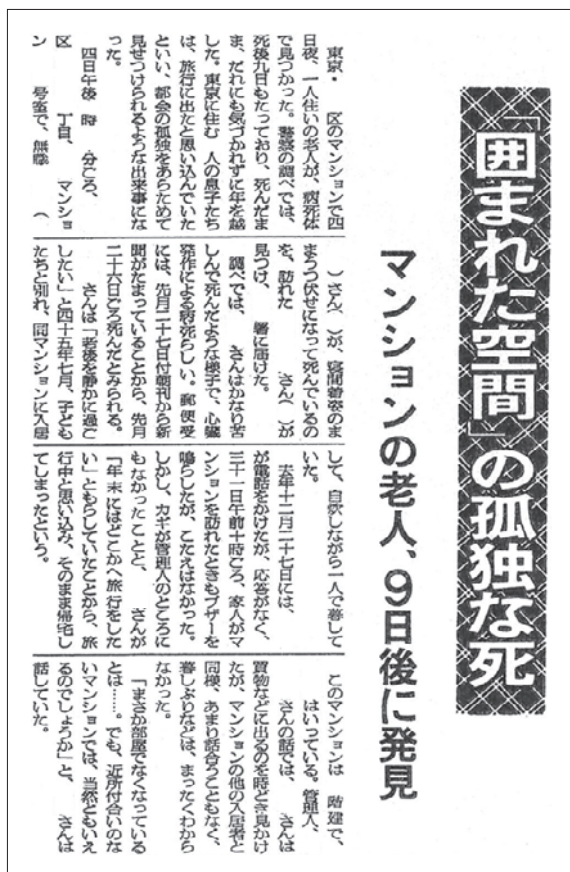 「囲まれた空間」の孤独な死
マンションの老人、9日後に発見
東京・　区のマンションで四
日夜、一人住いの老人が、病死体
で見つかった。警察の調べでは、
死後九日もたっており、死んだま
ま、だれにも気づかれずに年を越
した。東京に住む　人の息子たち
は、旅行に出たと思い込んでいた
といい、都会の孤独をあらためて
見せつけられるような出来事にな
った。
四日午後　時　分ごろ、
区　丁目、　マンショ
ン　号室で、無職　（
）さん（　）が、寝間着姿のま
まうつ伏せになって死んでいるの
を、訪れた　さん（　）が
見つけ、　署に届けた。
調べでは、　さんはかなり苦
しんで死んだような様子で、心臓
発作による病死らしい。郵便受
には、先月二十七日付朝刊から新
聞がたまっていることから、先月
二十六日ごろ死んだとみられる。
さんは「老後を静かに過ご
したい」と四十五年七月、子ども
たちと別れ、同マンションに入居
して、自炊しながら一人で暮して
いた。
去年十二月二十七日には、
が電話をかけたが、応答がなく、
三十一日午前十時ごろ、家人がマ
ンションを訪れたときもブザーを
鳴らしたが、こたえはなかった。
しかし、カギが管理人のところに
もなかったことと、　さんが
「年末にはどこかへ旅行をした
い」ともらしていたことから、旅
行中と思い込み、そのまま帰宅し
てしまったという。
このマンションは　階建で、
はいっている。管理人、
さんの話では、　さんは
買物などに出るのを時どき見かけ
たが、マンションの他の入居者と
同様、あまり話合うこともなく、
暮しぶりなどは、まったくわから
なかった。
「まさか部屋でなくなっている
とは……。でも、近所付合いのな
いマンションでは、当然ともいえ
るのでしょうか」と、　さんは
話していた。